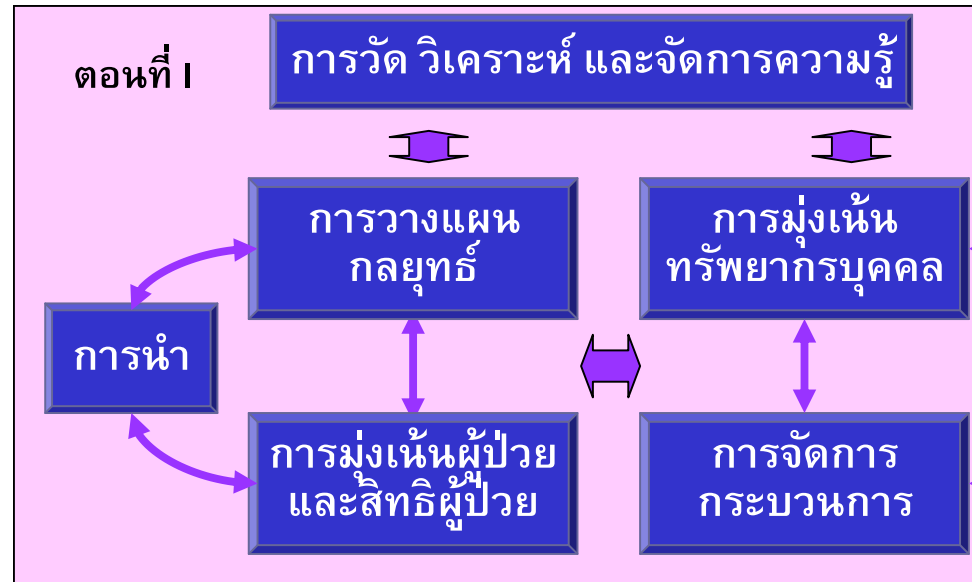 ตอนที่ I
การวัด วิเคราะห์ และจัดการความรู้
การวางแผน
กลยุทธ์
การมุ่งเน้น
ทรัพยากรบุคคล
การนำ
การมุ่งเน้นผู้ป่วย
และสิทธิผู้ป่วย
การจัดการ
กระบวนการ